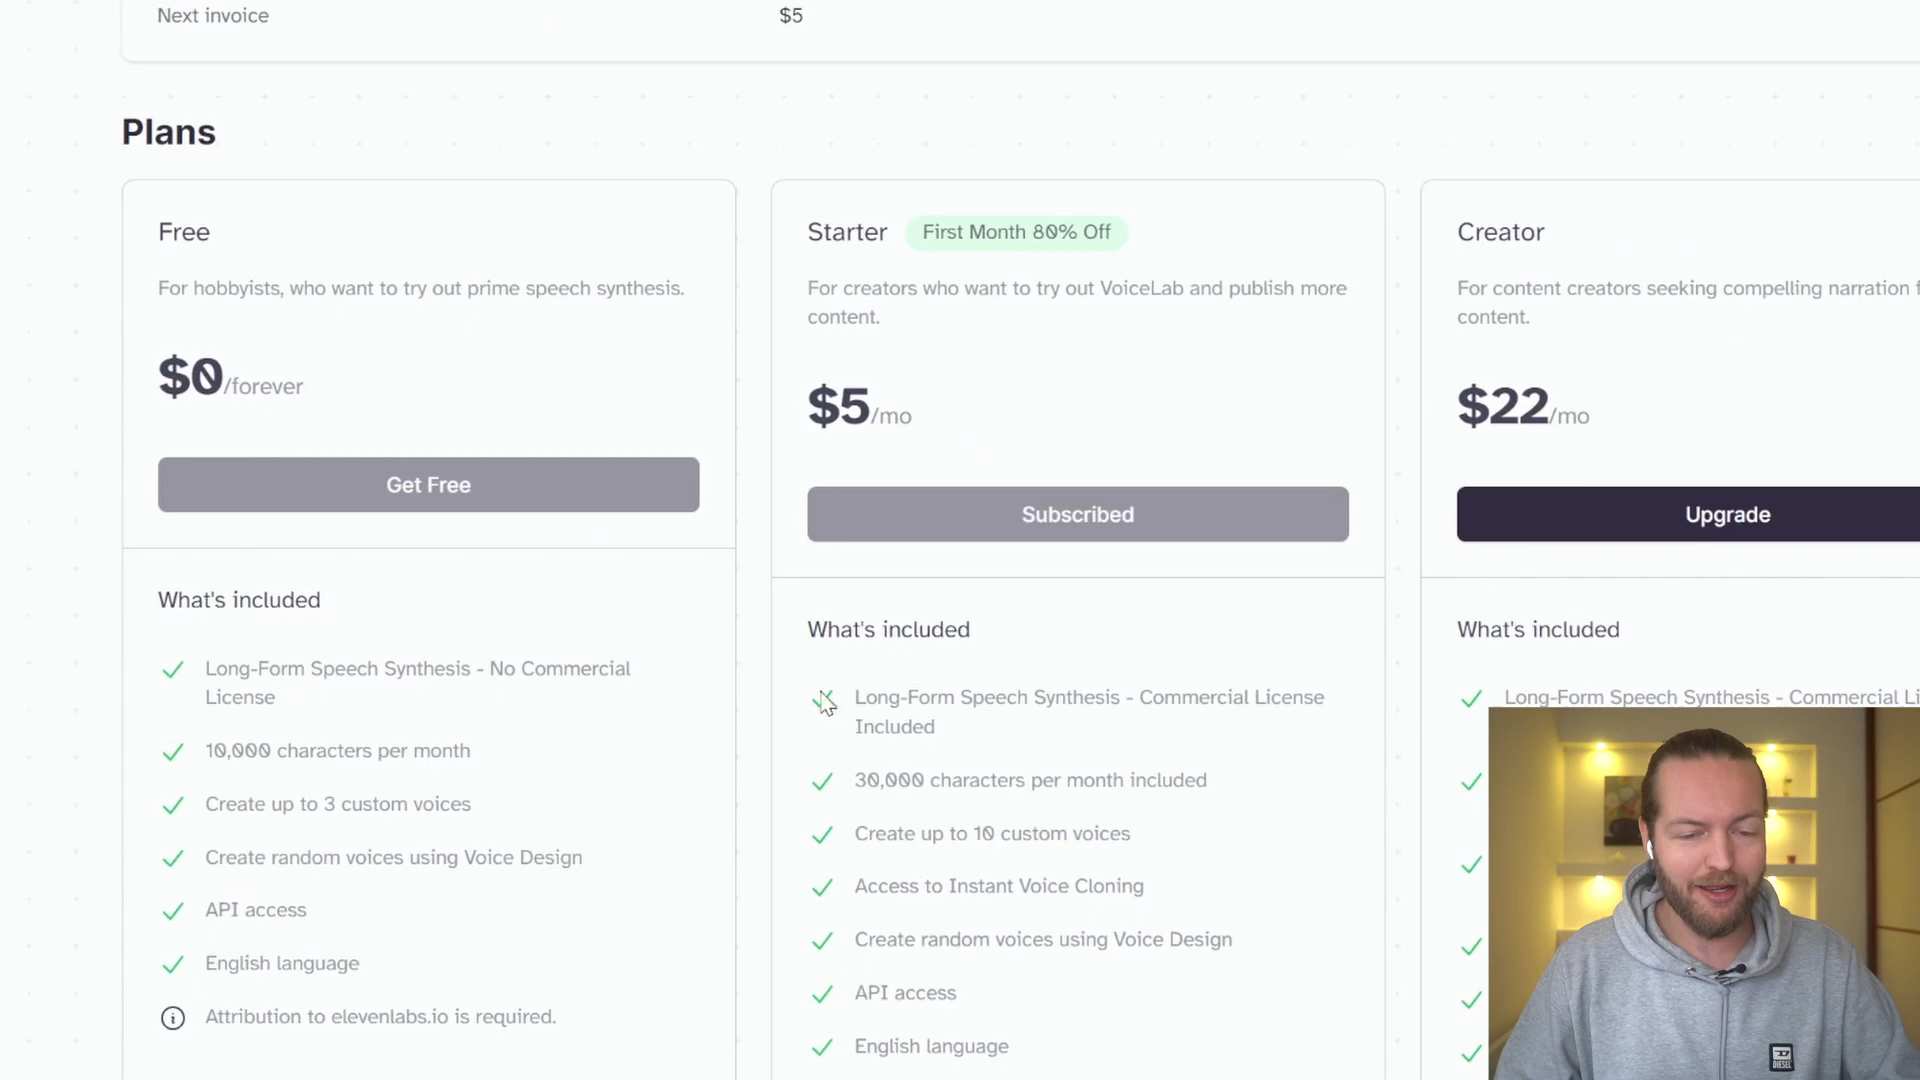 Next invoice $5
Plans
Free
For hobbyists, who want to try out prime speech synthesis.
$0/forever
Get Free
What's included
Long-Form Speech Synthesis - No Commercial
License
10,000 characters per month
Create up to 3 custom voices
Create random voices using Voice Design
API access
English language
Attribution to elevenlabs.io is required.
Starter First Month 80% Off
For creators who want to try out VoiceLab and publish more
content.
$5/mo
Subscribed
What's included
Long-Form Speech Synthesis - Commercial License
Included
30,000 characters per month included
Create up to 10 custom voices
Access to Instant Voice Cloning
Create random voices using Voice Design
API access
English language
Creator
For content creators seeking compelling narration f
content.
$22/mo
Upgrade
What's included
Long-Form Speech Synthesis - Commercial Li
DIESEL